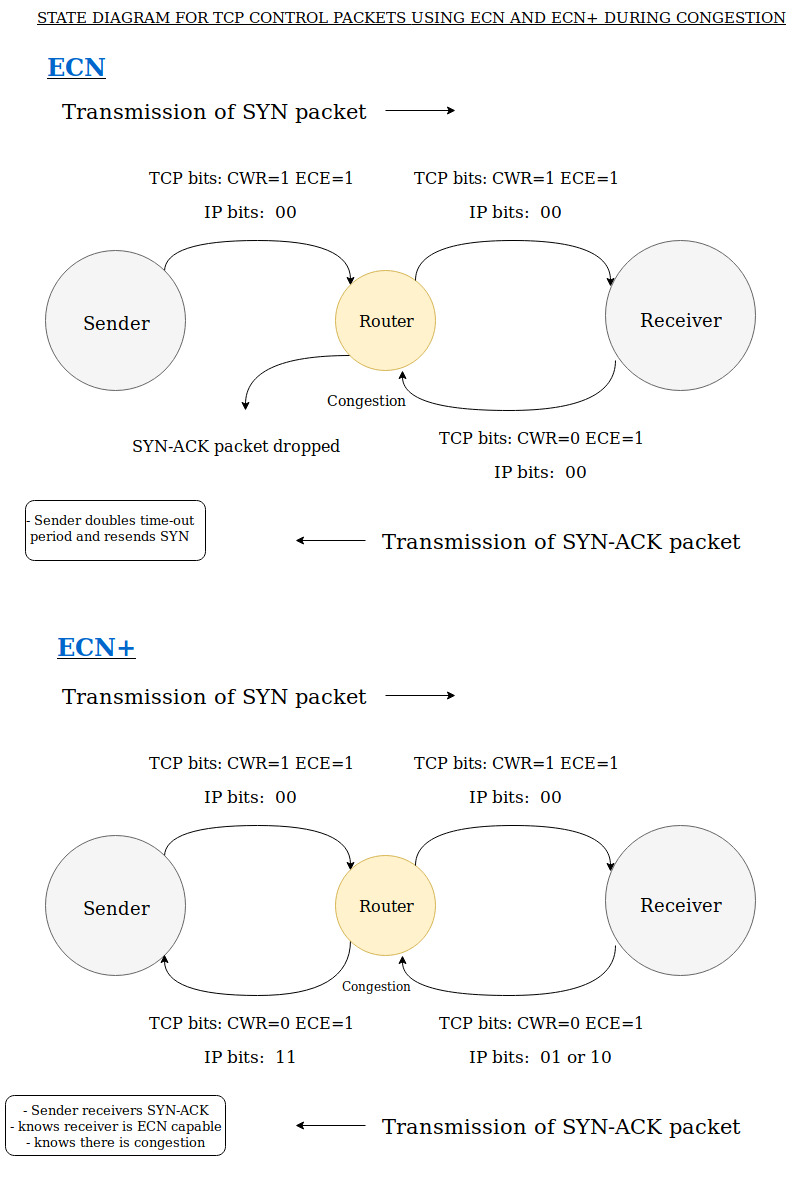 STATE DIAGRAM FOR TCP CONTROL PACKETS USING ECN AND ECN+ DURING CONGESTION
ECN
Transmission of SYN packet
TCP bits: CWR=1 ECE=1
IP bits: 00
TCP bits: CWR=1 ECE=1
IP bits: 00
Sender
Router
Receiver
Congestion
SYN-ACK packet dropped
TCP bits: CWR=0 ECE=1
IP bits: 00
- Sender doubles time-out
period and resends SYN
Transmission of SYN-ACK packet
ECN+
Transmission of SYN packet
TCP bits: CWR=1 ECE=1
IP bits: 00
TCP bits: CWR=1 ECE=1
IP bits: 00
Sender
Router
Receiver
Congestion
TCP bits: CWR=0 ECE=1
IP bits: 11
TCP bits: CWR=0 ECE=1
IP bits: 01 or 10
- Sender receivers SYN-ACK
- knows receiver is ECN capable
- knows there is congestion
Transmission of SYN-ACK packet